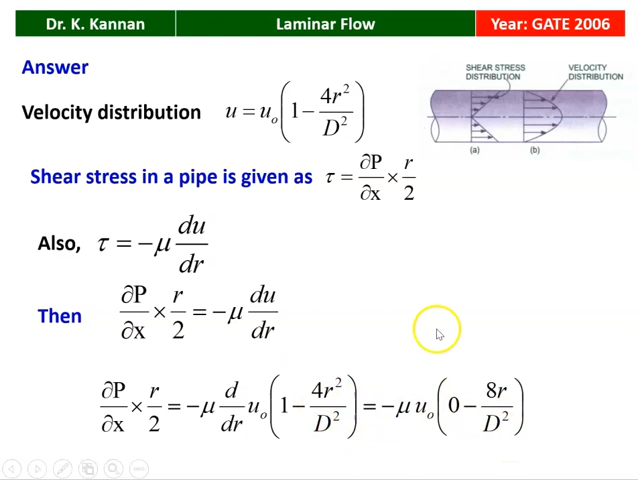 Dr. K. Kannan Laminar Flow Year: GATE 2006
Answer
SHEAR STRESS DISTRIBUTION
VELOCITY DISTRIBUTION
(a) (b)
Velocity distribution u = u_o (1 − 4r²/D²)
Shear stress in a pipe is given as τ = ∂P/∂x × r/2
Also, τ = −μ du/dr
Then ∂P/∂x × r/2 = −μ du/dr
∂P/∂x × r/2 = −μ d/dr u_o (1 − 4r²/D²) = −μ u_o (0 − 8r/D²)